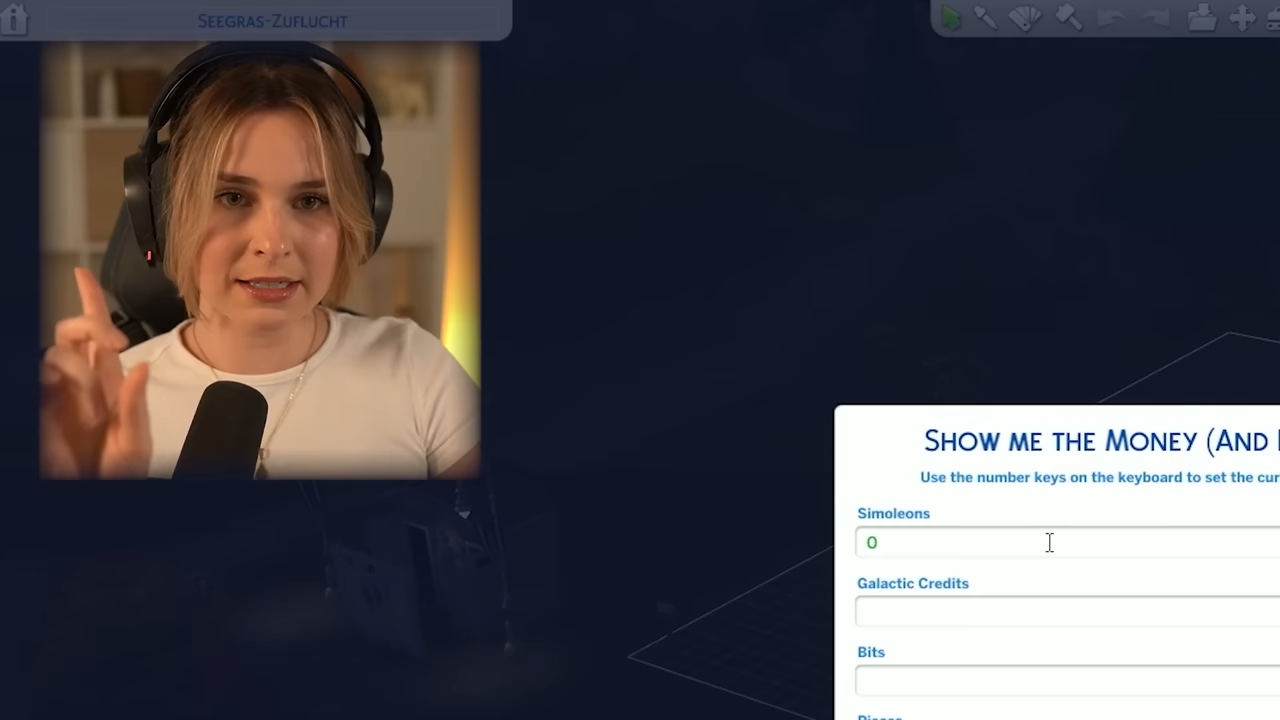 Seegras-Zuflucht
Show me the Money (And
Use the number keys on the keyboard to set the cur
Simoleons
0
Galactic Credits
Bits